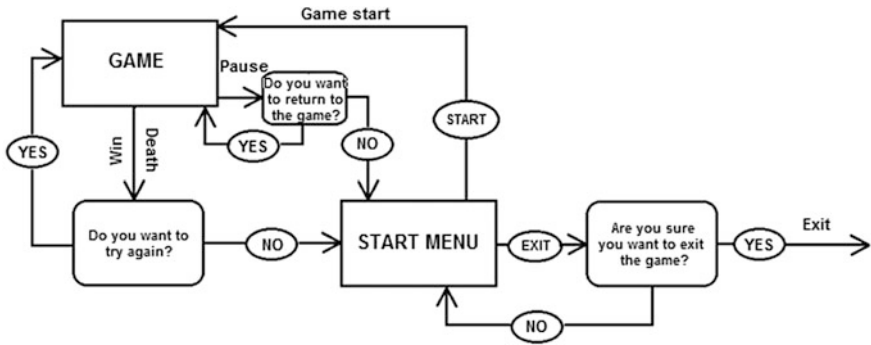 Game start
GAME
Pause
Do you want
to return to
the game?
YES
NO
START
YES
Win
Death
Do you want to
try again?
NO
START MENU
EXIT
Are you sure
you want to exit
the game?
YES
Exit
NO